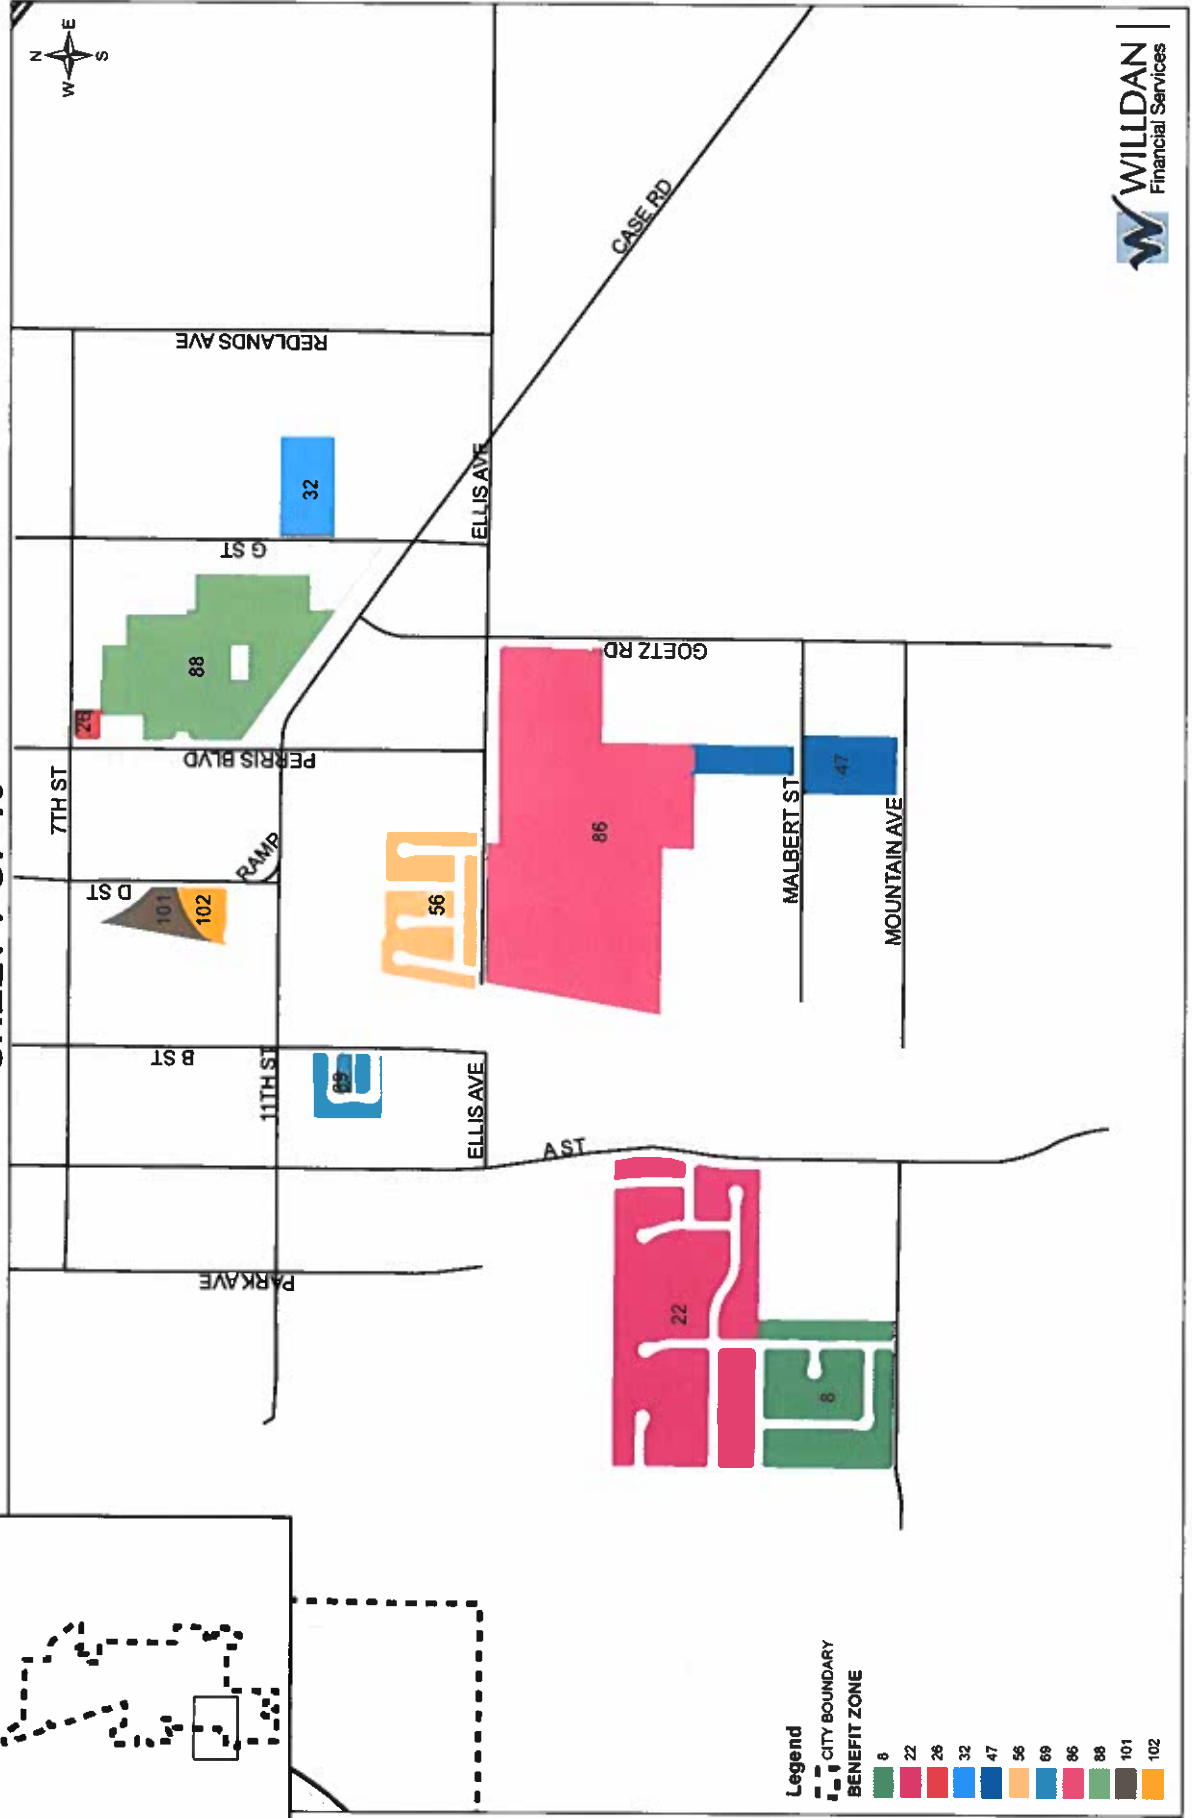 N
W E
S
7TH ST
REDLANDS AVE
G ST
PERRIS BLVD
D ST
RAMP
B ST
11TH ST
PARK AVE
ELLIS AVE
ELLIS AVE
CASE RD
GOETZ RD
A ST
MALBERT ST
MOUNTAIN AVE
26
88
32
101
102
56
69
86
47
22
8
Legend
CITY BOUNDARY
BENEFIT ZONE
8
22
26
32
47
56
69
86
88
101
102
WILLDAN
Financial Services